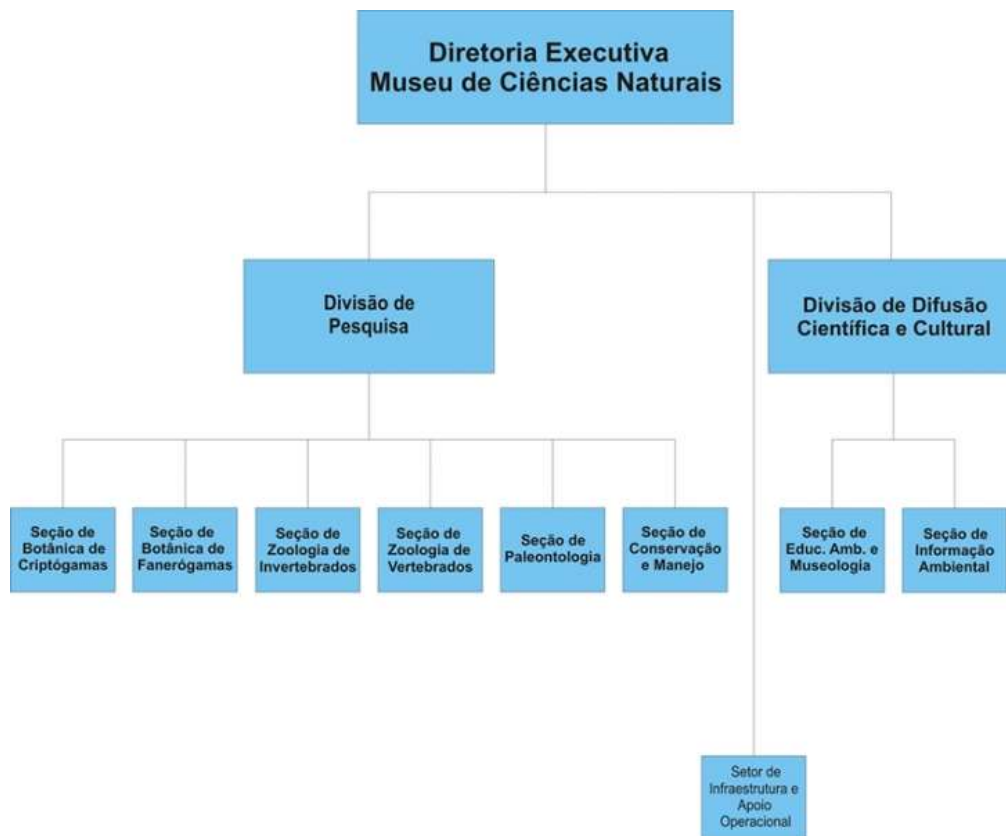 Diretoria Executiva
Museu de Ciências Naturais
Divisão de
Pesquisa
Divisão de Difusão
Científica e Cultural
Seção de
Botânica de
Criptógamas
Seção de
Botânica de
Fanerógamas
Seção de
Zoologia de
Invertebrados
Seção de
Zoologia de
Vertebrados
Seção de
Paleontologia
Seção de
Conservação
e Manejo
Seção de
Educ. Amb. e
Museologia
Seção de
Informação
Ambiental
Setor de
Infraestrutura e
Apoio
Operacional